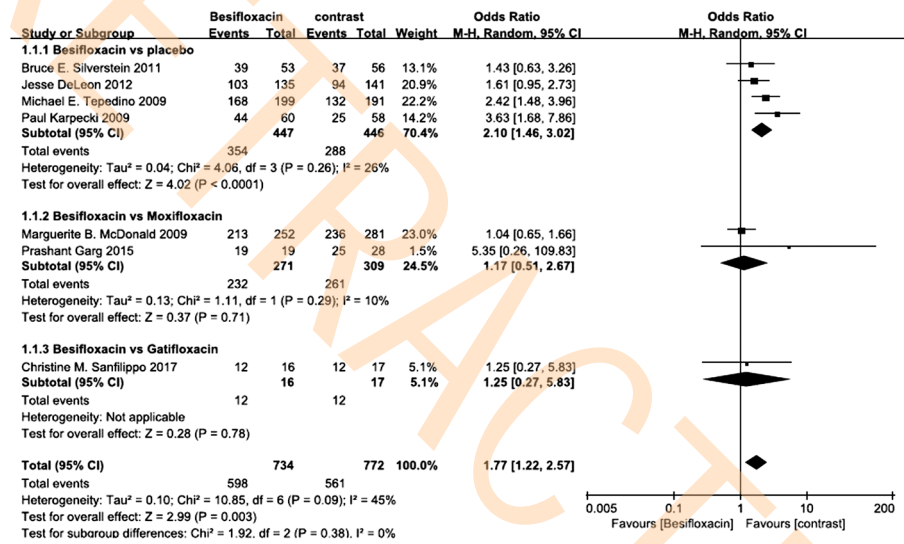 Besifloxacin contrast Odds Ratio Odds Ratio
Study or Subgroup Events Total Events Total Weight M-H, Random, 95% CI M-H, Random, 95% CI
1.1.1 Besifloxacin vs placebo
Bruce E. Silverstein 2011 39 53 37 56 13.1% 1.43 [0.63, 3.26]
Jesse DeLeon 2012 103 135 94 141 20.9% 1.61 [0.95, 2.73]
Michael E. Tepedino 2009 168 199 132 191 22.2% 2.42 [1.48, 3.96]
Paul Karpecki 2009 44 60 25 58 14.2% 3.63 [1.68, 7.86]
Subtotal (95% CI) 447 446 70.4% 2.10 [1.46, 3.02]
Total events 354 288
Heterogeneity: Tau² = 0.04; Chi² = 4.06, df = 3 (P = 0.26); I² = 26%
Test for overall effect: Z = 4.02 (P < 0.0001)
1.1.2 Besifloxacin vs Moxifloxacin
Marguerite B. McDonald 2009 213 252 236 281 23.0% 1.04 [0.65, 1.66]
Prashant Garg 2015 19 19 25 28 1.5% 5.35 [0.26, 109.83]
Subtotal (95% CI) 271 309 24.5% 1.17 [0.51, 2.67]
Total events 232 261
Heterogeneity: Tau² = 0.13; Chi² = 1.11, df = 1 (P = 0.29); I² = 10%
Test for overall effect: Z = 0.37 (P = 0.71)
1.1.3 Besifloxacin vs Gatifloxacin
Christine M. Sanfilippo 2017 12 16 12 17 5.1% 1.25 [0.27, 5.83]
Subtotal (95% CI) 16 17 5.1% 1.25 [0.27, 5.83]
Total events 12 12
Heterogeneity: Not applicable
Test for overall effect: Z = 0.28 (P = 0.78)
Total (95% CI) 734 772 100.0% 1.77 [1.22, 2.57]
Total events 598 561
Heterogeneity: Tau² = 0.10; Chi² = 10.85, df = 6 (P = 0.09); I² = 45%
Test for overall effect: Z = 2.99 (P = 0.003)
Test for subgroup differences: Chi² = 1.92, df = 2 (P = 0.38), I² = 0%
0.005 0.1 1 10 200
Favours [Besifloxacin] Favours [contrast]